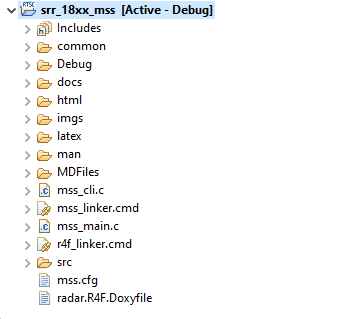 RTSC srr_18xx_mss [Active - Debug]
h Includes
common
Debug
docs
html
imgs
latex
man
MDFiles
.c mss_cli.c
mss_linker.cmd
.c mss_main.c
r4f_linker.cmd
src
mss.cfg
radar.R4F.Doxyfile